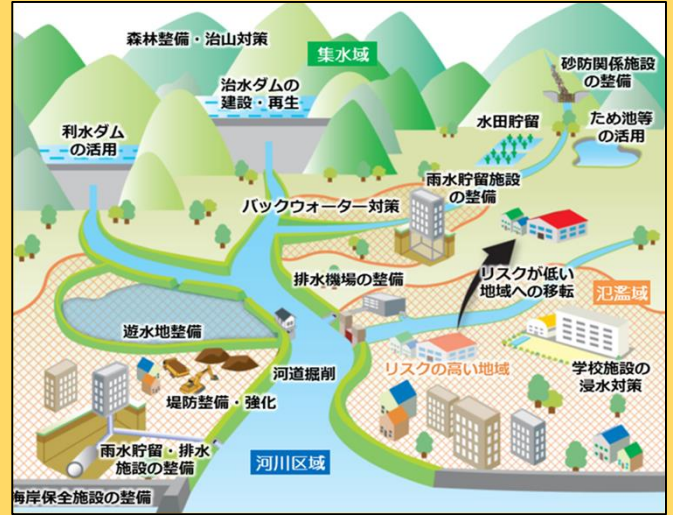 森林整備・治山対策
集水域
砂防関係施設
の整備
治水ダムの
建設・再生
利水ダム
の活用
水田貯留
ため池等
の活用
雨水貯留施設
の整備
バックウォーター対策
排水機場の整備
リスクが低い
地域への移転
氾濫域
遊水地整備
リスクの高い地域
学校施設の
浸水対策
河道掘削
堤防整備・強化
雨水貯留・排水
施設の整備
河川区域
海岸保全施設の整備